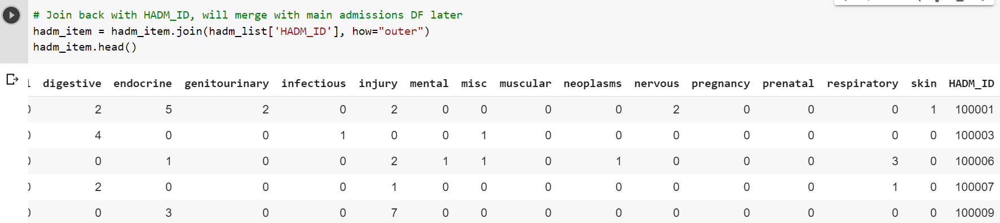 # Join back with HADM_ID, will merge with main admissions DF later
hadm_item = hadm_item.join(hadm_list['HADM_ID'], how="outer")
hadm_item.head()
digestive endocrine genitourinary infectious injury mental misc muscular neoplasms nervous pregnancy prenatal respiratory skin HADM_ID
2 5 2 0 2 0 0 0 0 2 0 0 0 1 100001
4 0 0 1 0 0 1 0 0 0 0 0 0 0 100003
0 1 0 0 2 1 1 0 1 0 0 0 3 0 100006
2 0 0 0 1 0 0 0 0 0 0 0 1 0 100007
0 3 0 0 7 0 0 0 0 0 0 0 0 0 100009